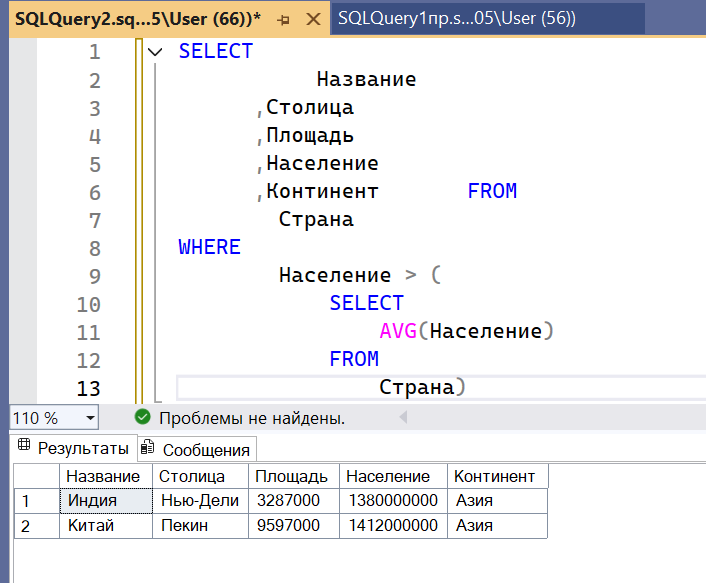 SQLQuery2.sq...5\User (66))*
SQLQuery1пр.s...05\User (56))
1 SELECT
2 Название
3 ,Столица
4 ,Площадь
5 ,Население
6 ,Континент FROM
7 Страна
8 WHERE
9 Население > (
10 SELECT
11 AVG(Население)
12 FROM
13 Страна)
110 % Проблемы не найдены.
Результаты Сообщения
Название Столица Площадь Население Континент
1 Индия Нью-Дели 3287000 1380000000 Азия
2 Китай Пекин 9597000 1412000000 Азия